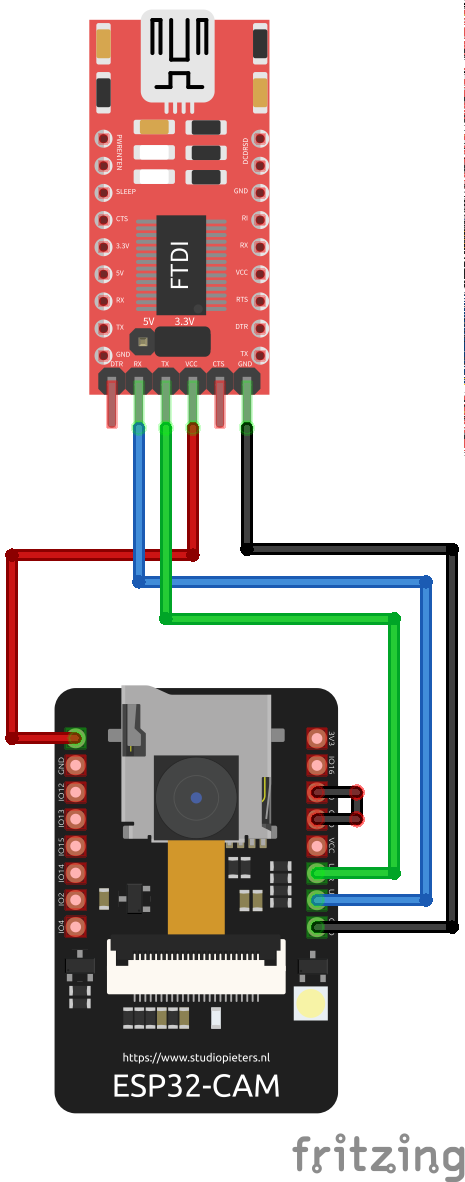 PWRENTEN
DCDRSD
SLEEP
GND
CTS
RI
3.3V
RX
5V
VCC
RX
RTS
TX
DTR
GND
TX
FTDI
5V
3.3V
DTR
RX
TX
VCC
CTS
GND
3V3
GND
IO16
IO12
IO13
IO15
VCC
IO14
IO2
IO4
https://www.studiopieters.nl
ESP32-CAM
fritzing